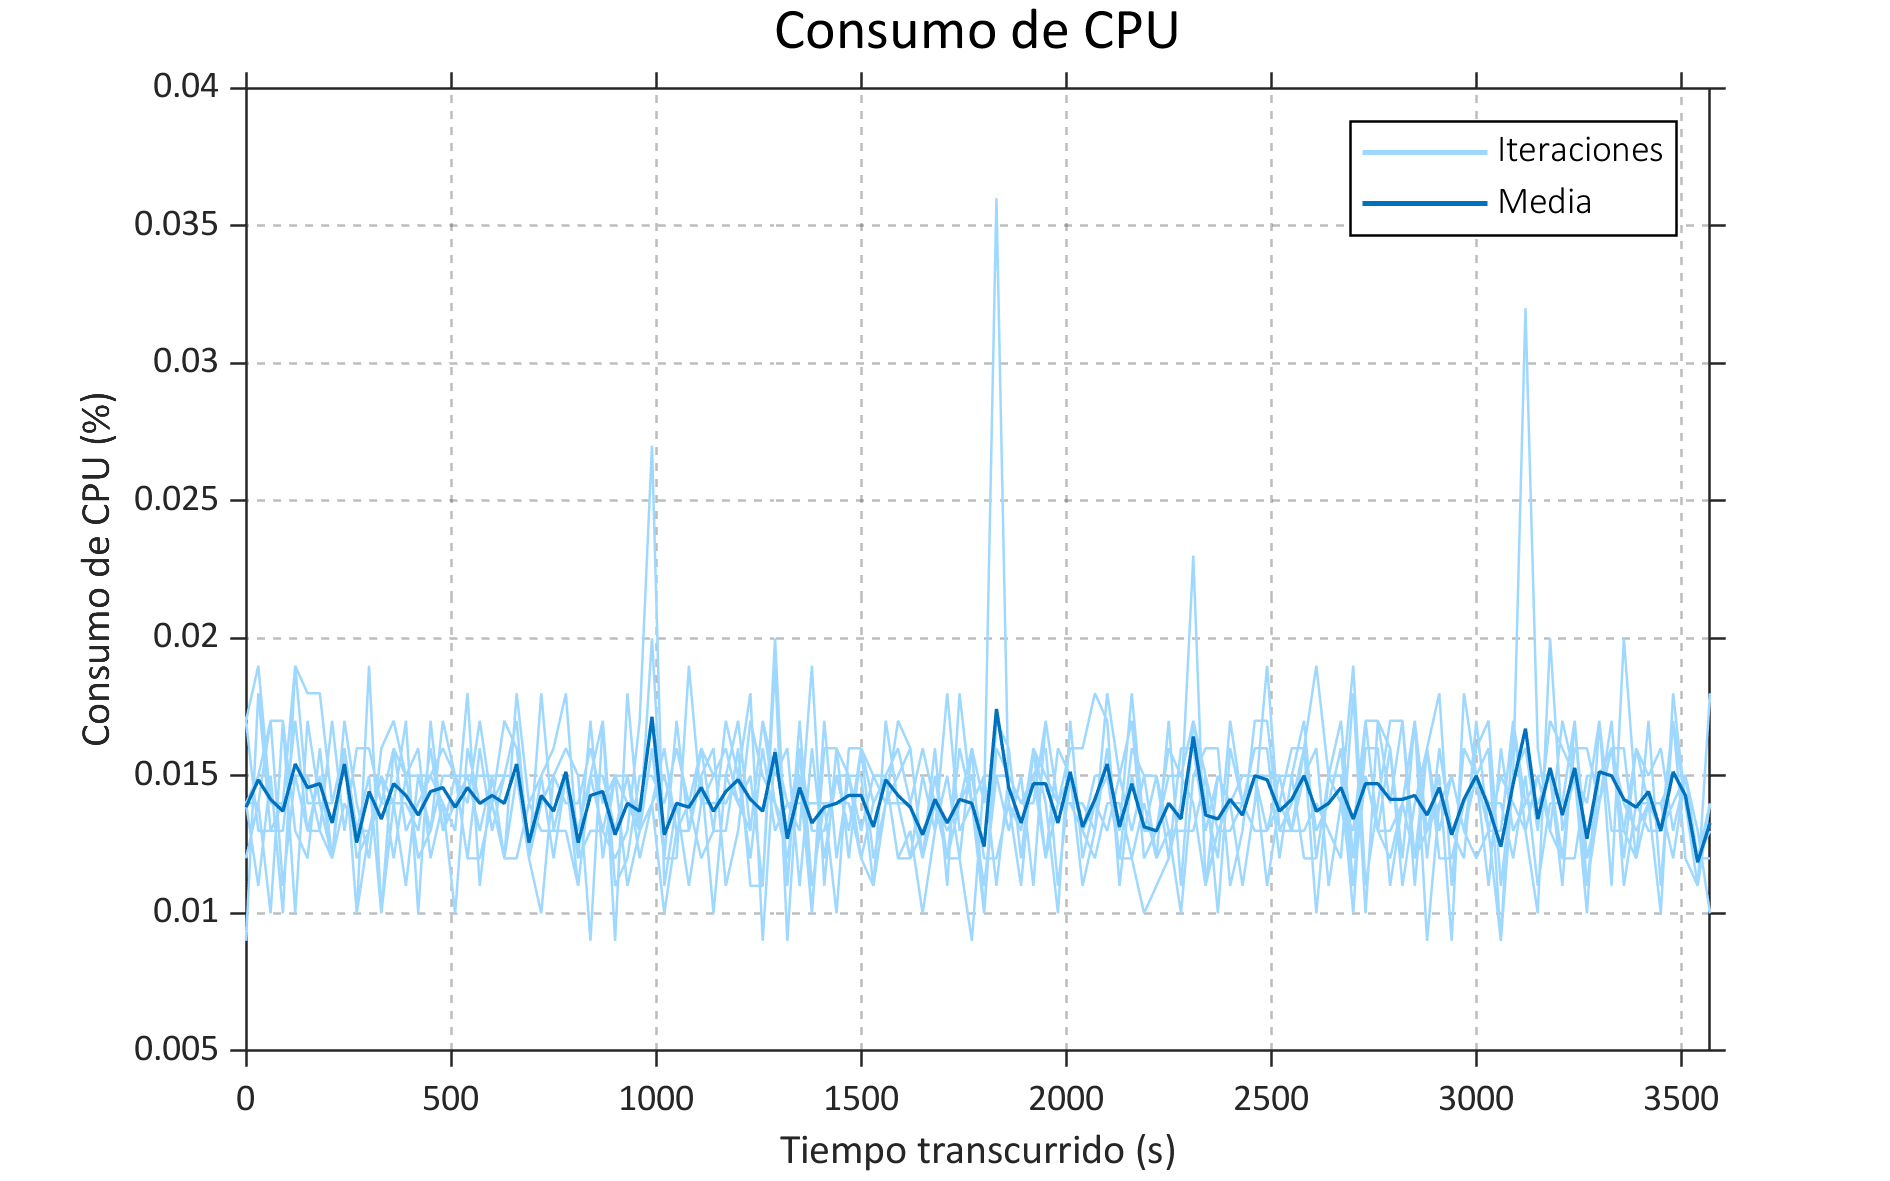 Consumo de CPU
Iteraciones
Media
Consumo de CPU (%)
0.04
0.035
0.03
0.025
0.02
0.015
0.01
0.005
0 500 1000 1500 2000 2500 3000 3500
Tiempo transcurrido (s)